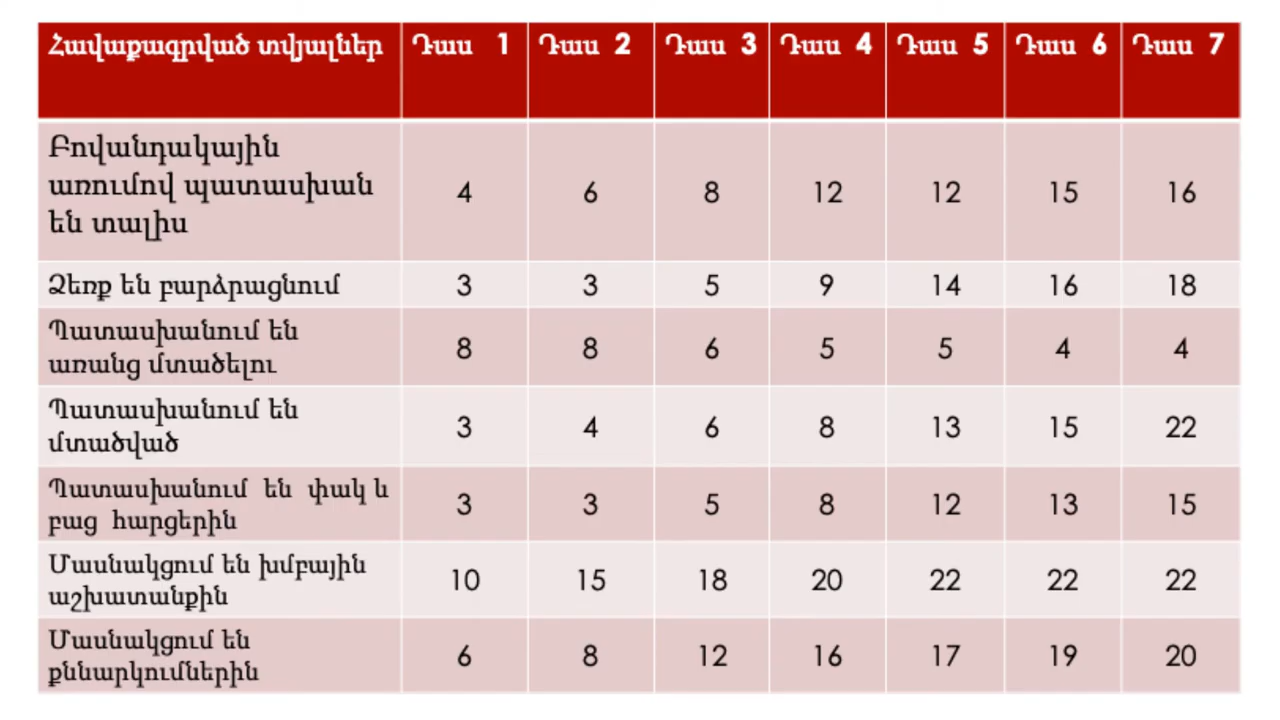 Հավաքագրված տվյալներ Դաս 1 Դաս 2 Դաս 3 Դաս 4 Դաս 5 Դաս 6 Դաս 7
Բովանդակային
առումով պատասխան
են տալիս
4 6 8 12 12 15 16
Ձեռք են բարձրացնում 3 3 5 9 14 16 18
Պատասխանում են
առանց մտածելու
8 8 6 5 5 4 4
Պատասխանում են
մտածված
3 4 6 8 13 15 22
Պատասխանում են փակ և
բաց հարցերին
3 3 5 8 12 13 15
Մասնակցում են խմբային
աշխատանքին
10 15 18 20 22 22 22
Մասնակցում են
քննարկումներին
6 8 12 16 17 19 20